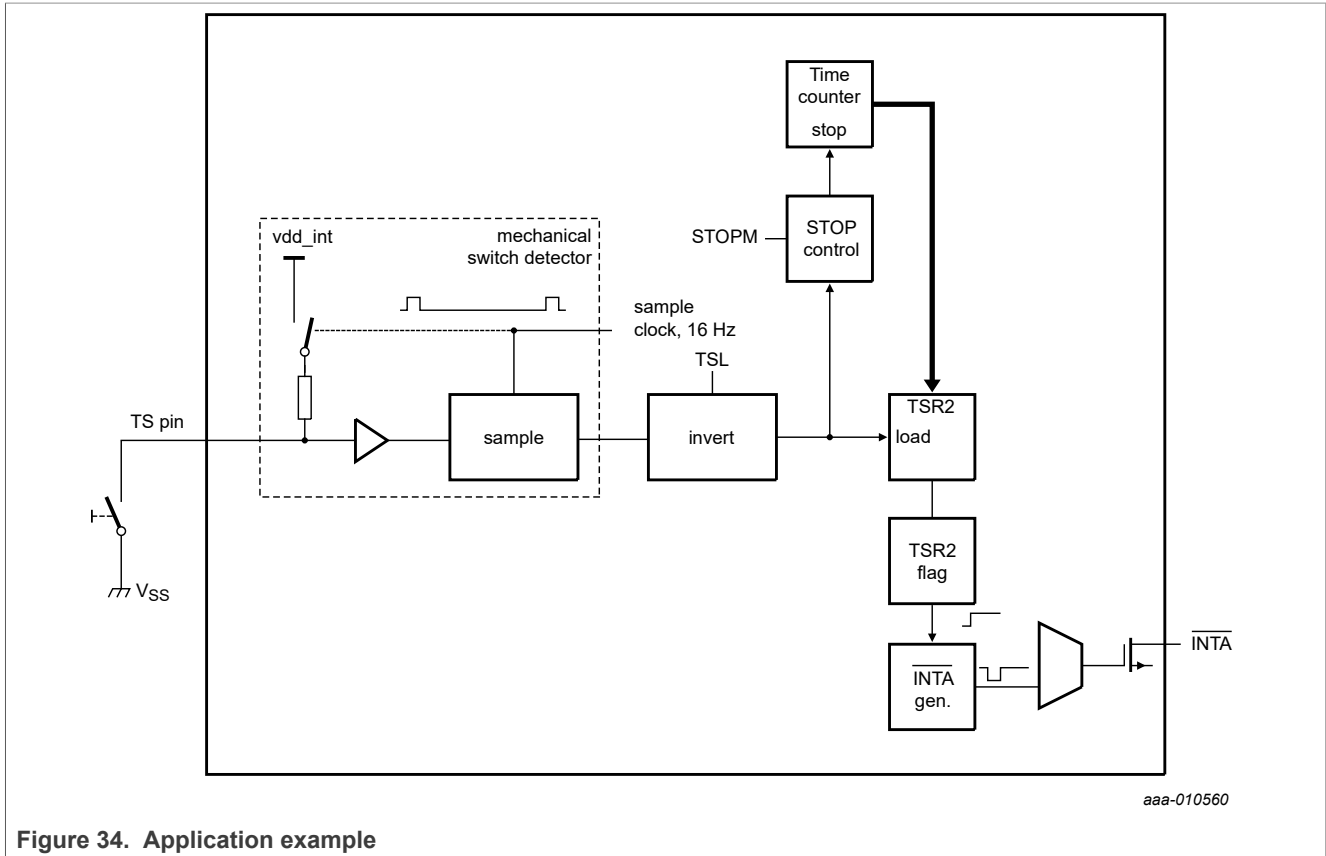 Time
counter
stop
STOPM
STOP
control
vdd_int
mechanical
switch detector
sample
clock, 16 Hz
TSL
TS pin
sample
invert
TSR2
load
TSR2
flag
VSS
INTA
gen.
INTA
aaa-010560
Figure 34. Application example